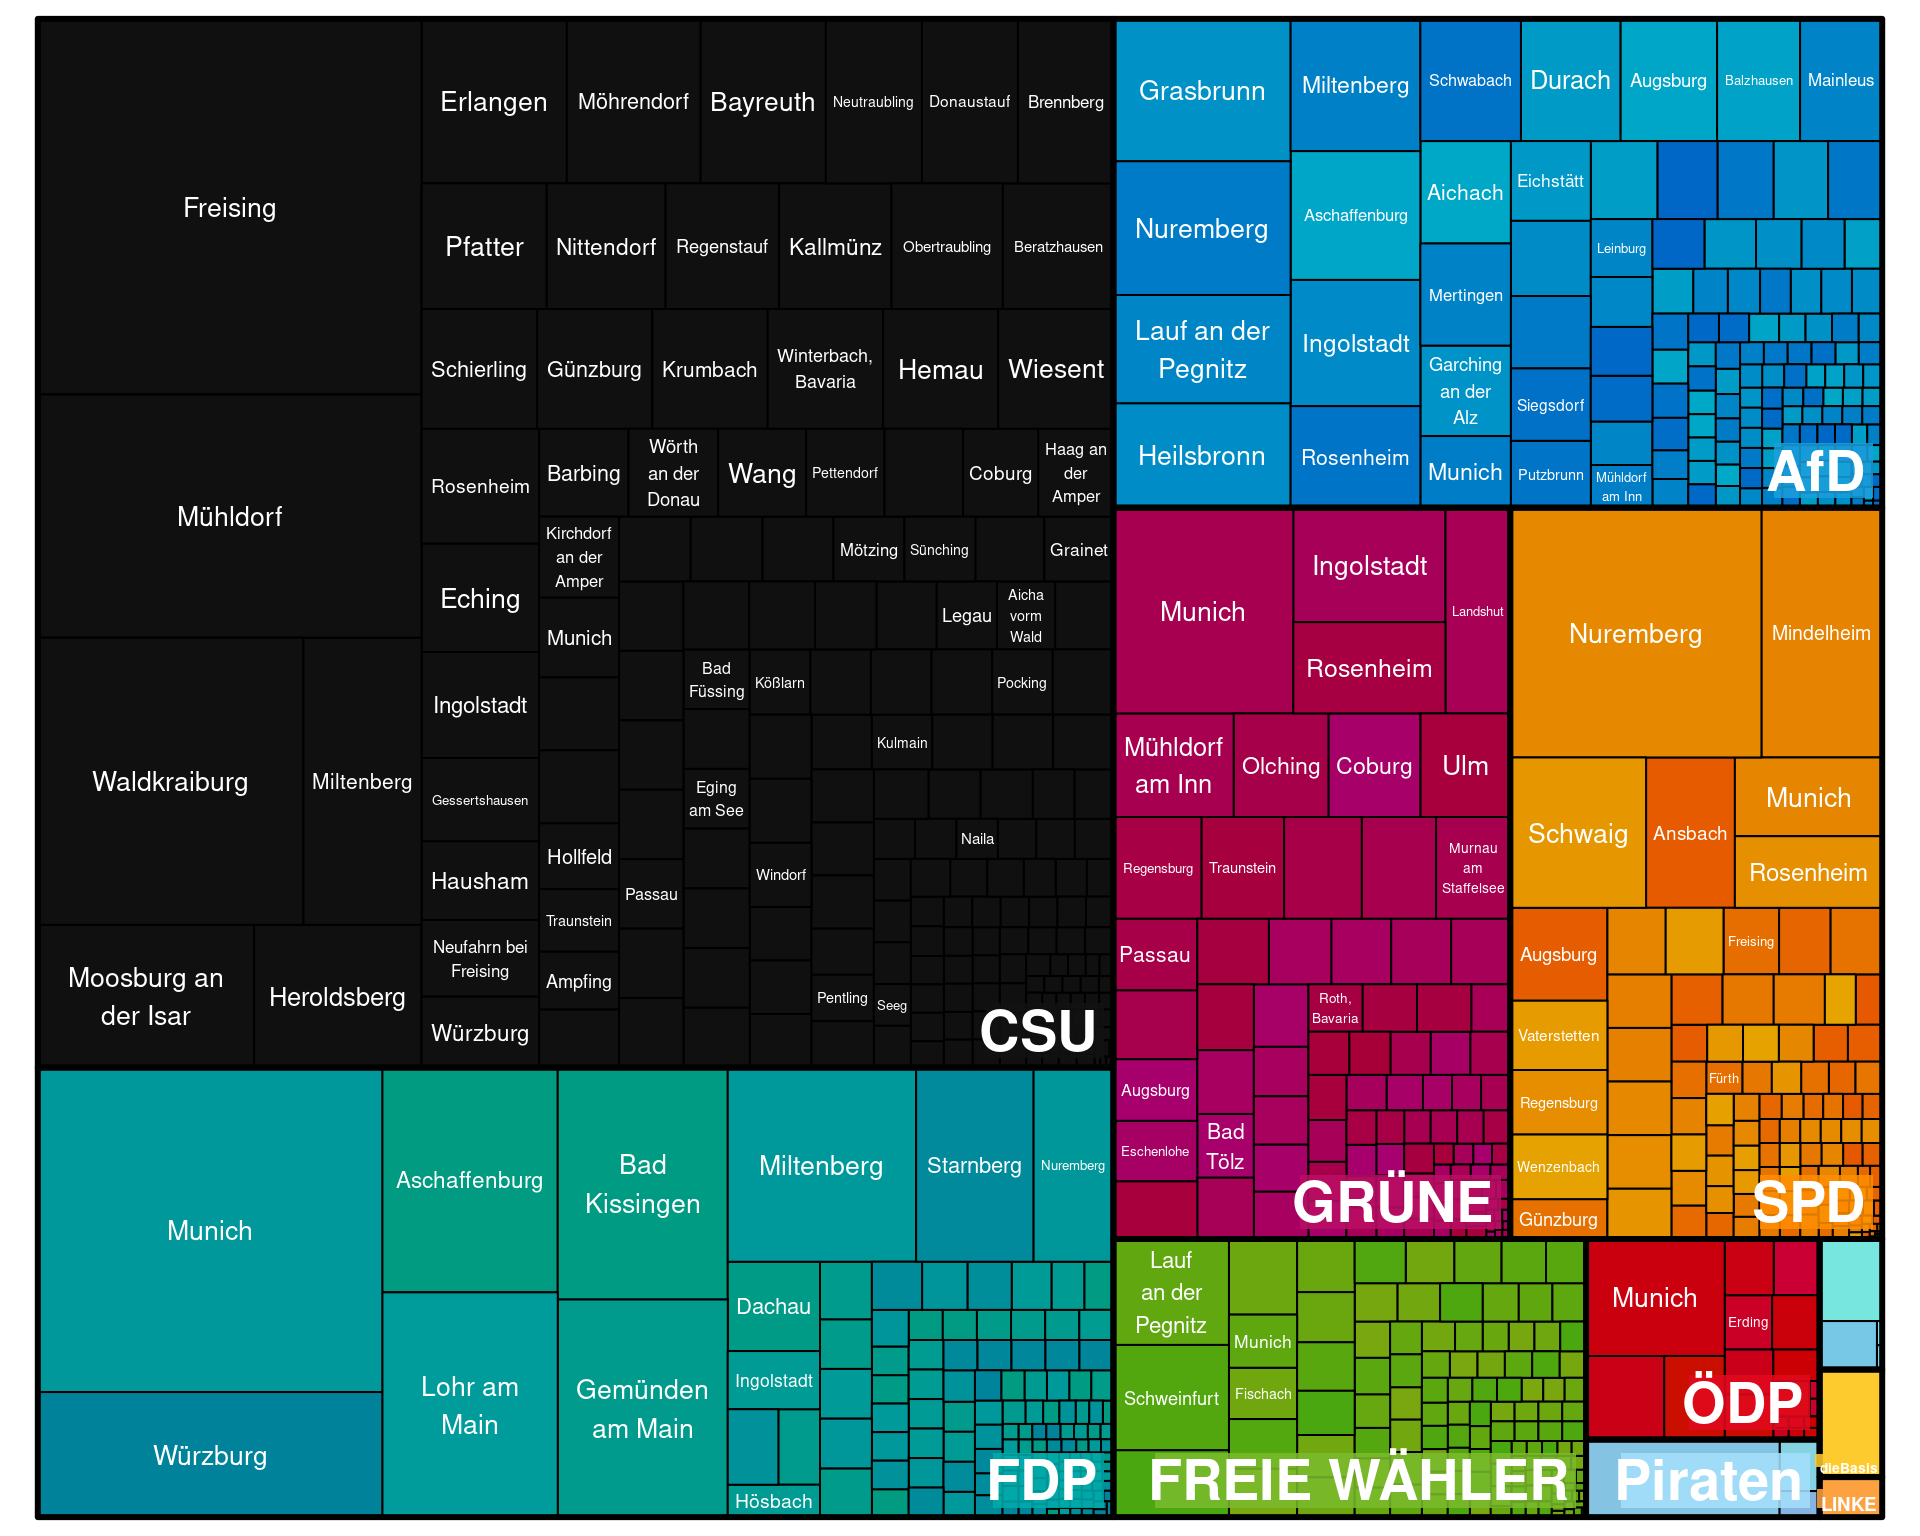 Freising
Mühldorf
Waldkraiburg
Miltenberg
Moosburg an
der Isar
Heroldsberg
Erlangen
Möhrendorf
Bayreuth
Neutraubling
Donaustauf
Brennberg
Pfatter
Nittendorf
Regenstauf
Kallmünz
Obertraubling
Beratzhausen
Schierling
Günzburg
Krumbach
Winterbach,
Bavaria
Hemau
Wiesent
Rosenheim
Eching
Ingolstadt
Gessertshausen
Hausham
Neufahrn bei
Freising
Würzburg
Barbing
Wörth
an der
Donau
Wang
Pettendorf
Coburg
Haag an
der
Amper
Kirchdorf
an der
Amper
Munich
Hollfeld
Traunstein
Ampfing
Mötzing
Sünching
Grainet
Passau
Legau
Aicha
vorm
Wald
Bad
Füssing
Eging
am See
Kößlarn
Pocking
Windorf
Kulmain
Pentling
Naila
Seeg
CSU
Munich
Würzburg
Aschaffenburg
Lohr am
Main
Bad
Kissingen
Gemünden
am Main
Miltenberg
Starnberg
Nuremberg
Dachau
Ingolstadt
Hösbach
FDP
Grasbrunn
Nuremberg
Lauf an der
Pegnitz
Heilsbronn
Miltenberg
Aschaffenburg
Ingolstadt
Rosenheim
Schwabach
Durach
Augsburg
Balzhausen
Mainleus
Aichach
Mertingen
Garching
an der
Alz
Munich
Eichstätt
Siegsdorf
Putzbrunn
Leinburg
Mühldorf
am Inn
AfD
Munich
Ingolstadt
Rosenheim
Landshut
Mühldorf
am Inn
Olching
Coburg
Ulm
Regensburg
Traunstein
Murnau
am
Staffelsee
Passau
Augsburg
Eschenlohe
Bad
Tölz
Roth,
Bavaria
GRÜNE
Nuremberg
Mindelheim
Schwaig
Ansbach
Munich
Rosenheim
Augsburg
Vaterstetten
Regensburg
Wenzenbach
Günzburg
Freising
Fürth
SPD
Lauf
an der
Pegnitz
Schweinfurt
Munich
Fischach
FREIE WÄHLER
Munich
Erding
ÖDP
Piraten
dieBasis
LINKE